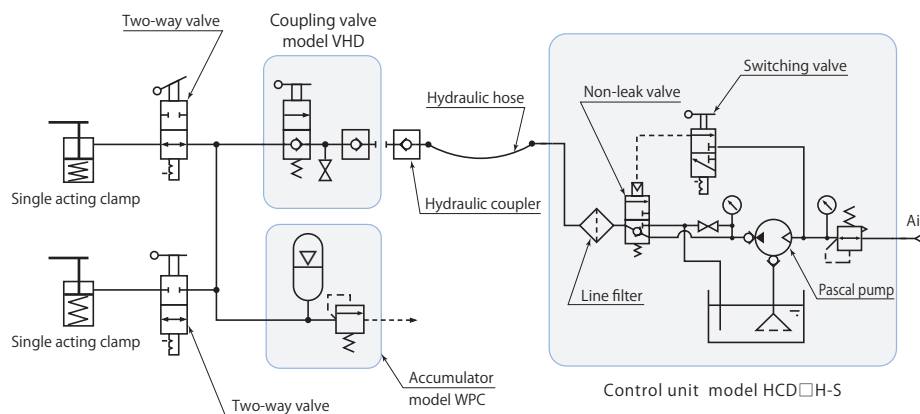 Two-way valve
Coupling valve
model VHD
Switching valve
Non-leak valve
Hydraulic hose
Single acting clamp
Hydraulic coupler
Air
Line filter
Pascal pump
Single acting clamp
Accumulator
model WPC
Two-way valve
Control unit model HCD□H-S